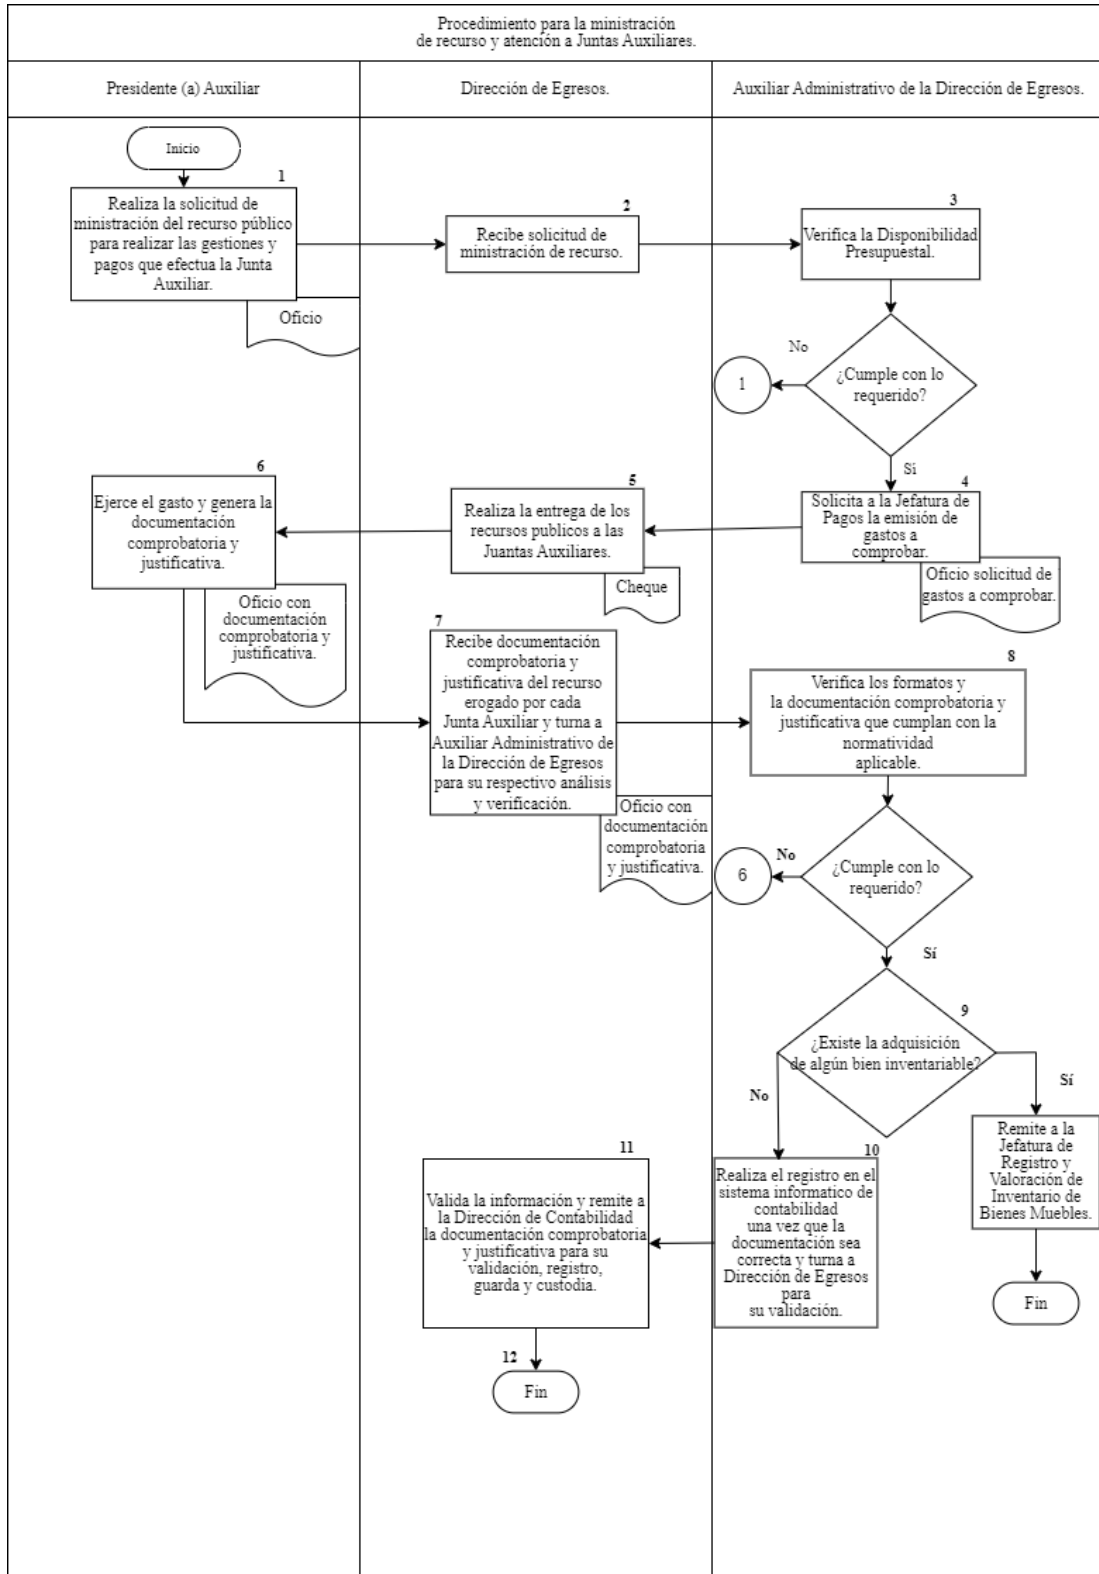 Procedimiento para la ministración
de recurso y atención a Juntas Auxiliares.
Presidente (a) Auxiliar
Dirección de Egresos.
Auxiliar Administrativo de la Dirección de Egresos.
Inicio
1
Realiza la solicitud de
ministración del recurso público
para realizar las gestiones y
pagos que efectua la Junta
Auxiliar.
Oficio
2
Recibe solicitud de
ministración de recurso.
3
Verifica la Disponibilidad
Presupuestal.
¿Cumple con lo
requerido?
No
1
Sí
4
Solicita a la Jefatura de
Pagos la emisión de
gastos a
comprobar.
Oficio solicitud de
gastos a comprobar.
5
Realiza la entrega de los
recursos publicos a las
Juantas Auxiliares.
Cheque
6
Ejerce el gasto y genera la
documentación
comprobatoria y
justificativa.
Oficio con
documentación
comprobatoria y
justificativa.
7
Recibe documentación
comprobatoria y
justificativa del recurso
erogado por cada
Junta Auxiliar y turna a
Auxiliar Administrativo de
la Dirección de Egresos
para su respectivo análisis
y verificación.
Oficio con
documentación
comprobatoria
y justificativa.
8
Verifica los formatos y
la documentación comprobatoria y
justificativa que cumplan con la
normatividad
aplicable.
¿Cumple con lo
requerido?
No
6
Sí
9
¿Existe la adquisición
de algún bien inventariable?
No
Sí
Remite a la
Jefatura de
Registro y
Valoración de
Inventario de
Bienes Muebles.
Fin
10
Realiza el registro en el
sistema informatico de
contabilidad
una vez que la
documentación sea
correcta y turna a
Dirección de Egresos
para
su validación.
11
Valida la información y remite a
la Dirección de Contabilidad
la documentación comprobatoria
y justificativa para su
validación, registro,
guarda y custodia.
12
Fin